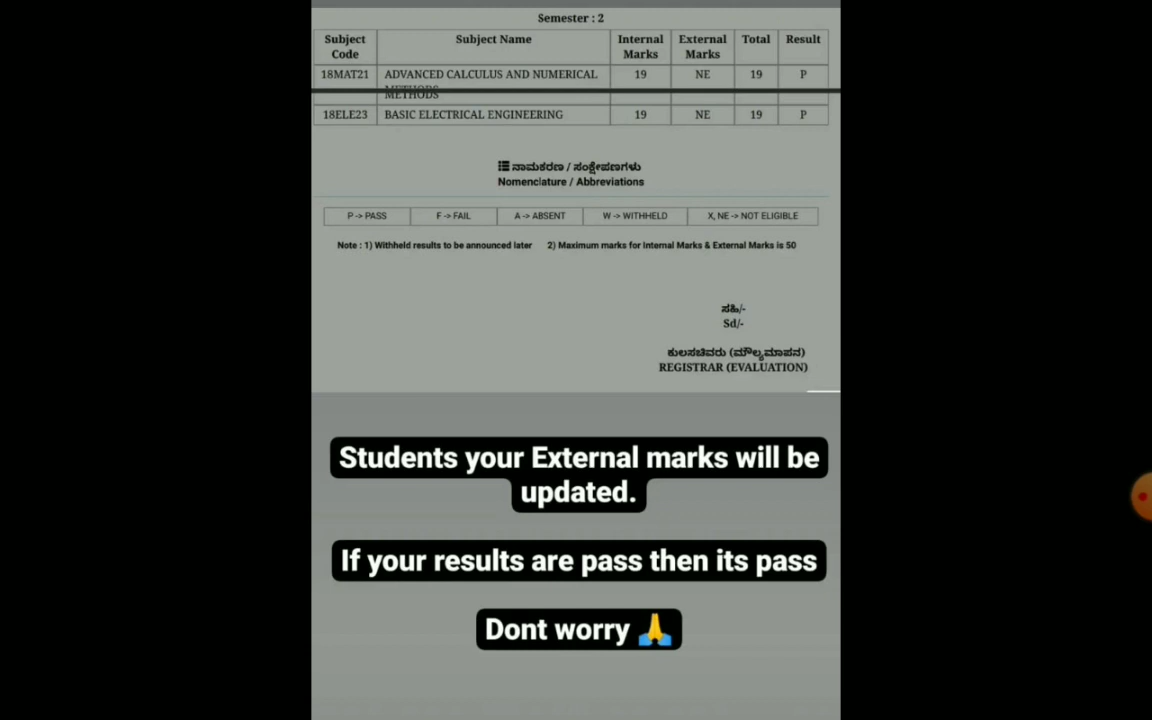 Semester : 2
Subject Code Subject Name Internal Marks External Marks Total Result
18MAT21 ADVANCED CALCULUS AND NUMERICAL METHODS 19 NE 19 P
18ELE23 BASIC ELECTRICAL ENGINEERING 19 NE 19 P
ನಾಮಕರಣ / ಸಂಕ್ಷೇಪಣಗಳು
Nomenclature / Abbreviations
P -> PASS F -> FAIL A -> ABSENT W -> WITHHELD X, NE -> NOT ELIGIBLE
Note : 1) Withheld results to be announced later 2) Maximum marks for Internal Marks & External Marks is 50
ಸಹಿ/-
Sd/-
ಕುಲಸಚಿವರು (ಮೌಲ್ಯಮಾಪನ)
REGISTRAR (EVALUATION)
Students your External marks will be
updated.
If your results are pass then its pass
Dont worry 🙏